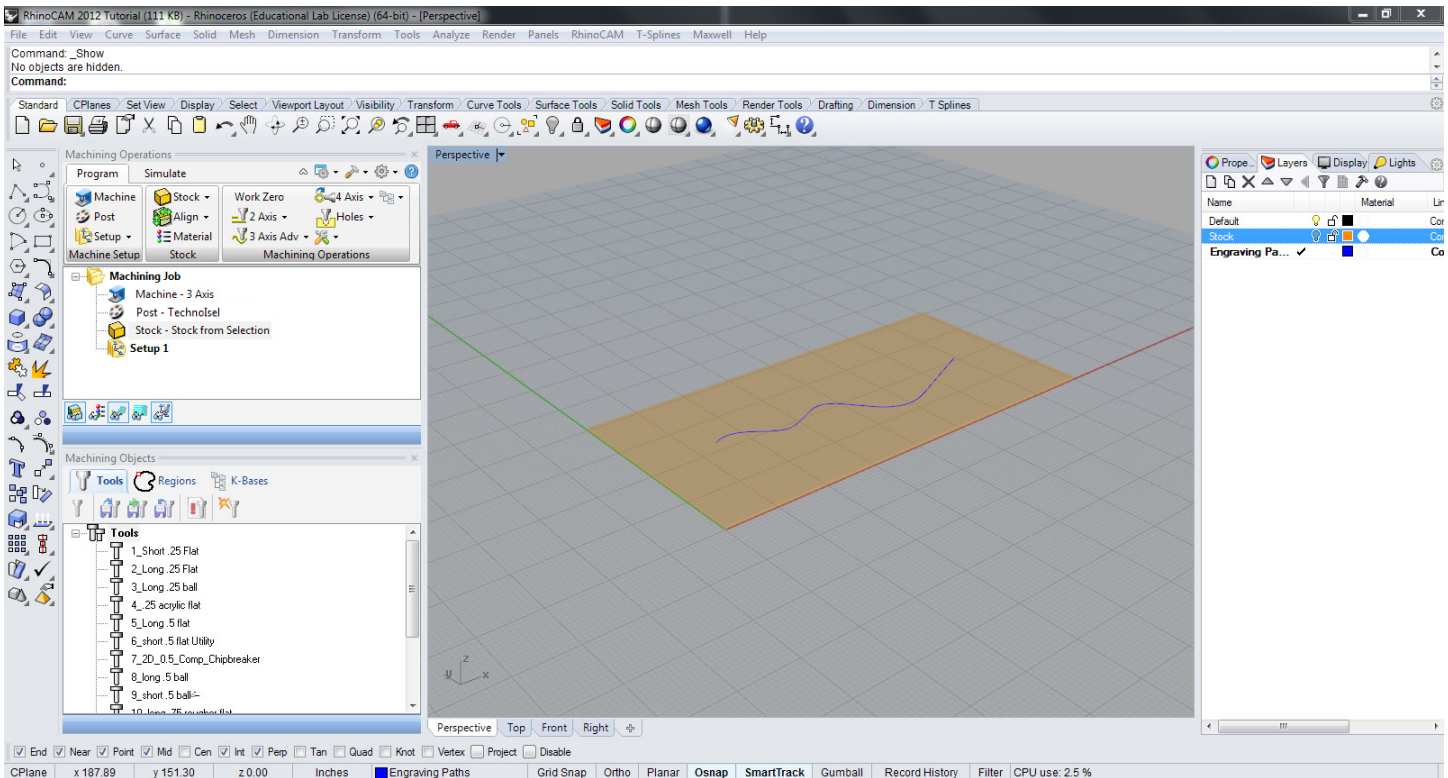 RhinoCAM 2012 Tutorial (111 KB) - Rhinoceros (Educational Lab License) (64-bit) - [Perspective]
File Edit View Curve Surface Solid Mesh Dimension Transform Tools Analyze Render Panels RhinoCAM T-Splines Maxwell Help
Command: _Show
No objects are hidden.
Command:
Standard CPlanes Set View Display Select Viewport Layout Visibility Transform Curve Tools Surface Tools Solid Tools Mesh Tools Render Tools Drafting Dimension T Splines
Machining Operations
Program Simulate
Machine Stock Work Zero 4 Axis
Post Align 2 Axis Holes
Setup Material 3 Axis Adv
Machine Setup Stock Machining Operations
Machining Job
Machine - 3 Axis
Post - TechnoIsel
Stock - Stock from Selection
Setup 1
Machining Objects
Tools Regions K-Bases
Tools
1_Short .25 Flat
2_Long .25 Flat
3_Long .25 ball
4_.25 acrylic flat
5_Long .5 flat
6_short .5 flat Utility
7_2D_0.5_Comp_Chipbreaker
8_long .5 ball
9_short .5 ball
10_long .75 rougher flat
Perspective
z
y x
Perspective Top Front Right
Prope... Layers Display Lights
Name Material Lin
Default Con
Stock Con
Engraving Pa... Co
End Near Point Mid Cen Int Perp Tan Quad Knot Vertex Project Disable
CPlane x 187.89 y 151.30 z 0.00 Inches Engraving Paths Grid Snap Ortho Planar Osnap SmartTrack Gumball Record History Filter CPU use: 2.5 %